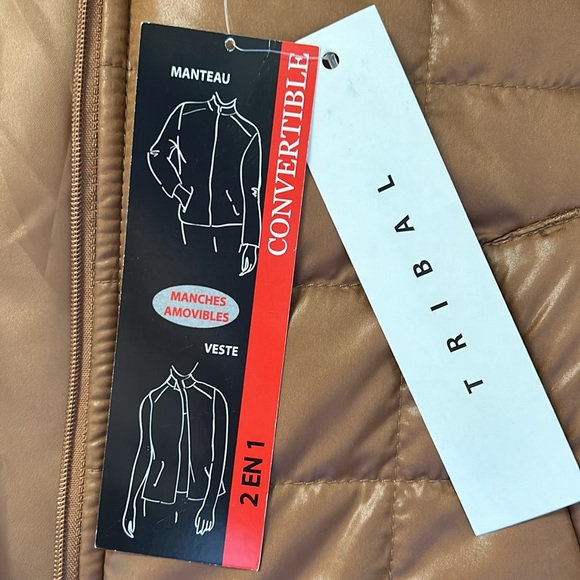 MANTEAU
CONVERTIBLE
MANCHES
AMOVIBLES
VESTE
2 EN 1
TRIBAL